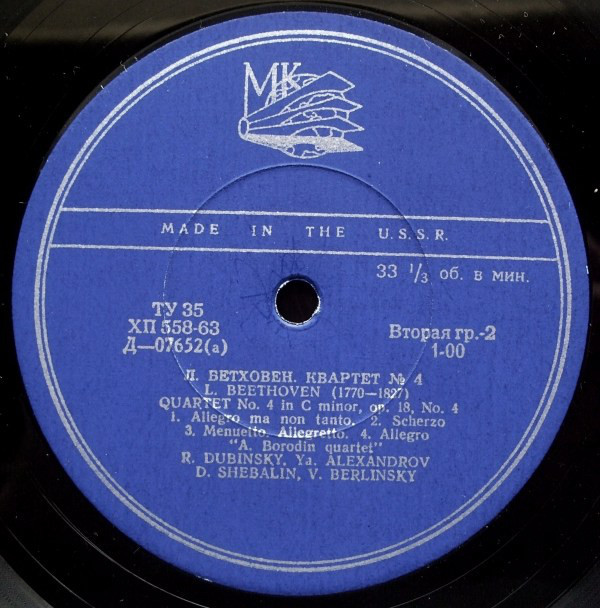 МК
MADE IN THE U.S.S.R.
33 1/3 об. в мин.
ТУ 35
ХП 558-63
Д—07652(а)
Вторая гр.-2
1-00
Л. БЕТХОВЕН. КВАРТЕТ № 4
L. BEETHOVEN (1770—1827)
QUARTET No. 4 in C minor, op. 18, No. 4
1. Allegro ma non tanto. 2. Scherzo
3. Menuetto, Allegretto. 4. Allegro
"A. Borodin quartet"
R. DUBINSKY, Ya. ALEXANDROV
D. SHEBALIN, V. BERLINSKY